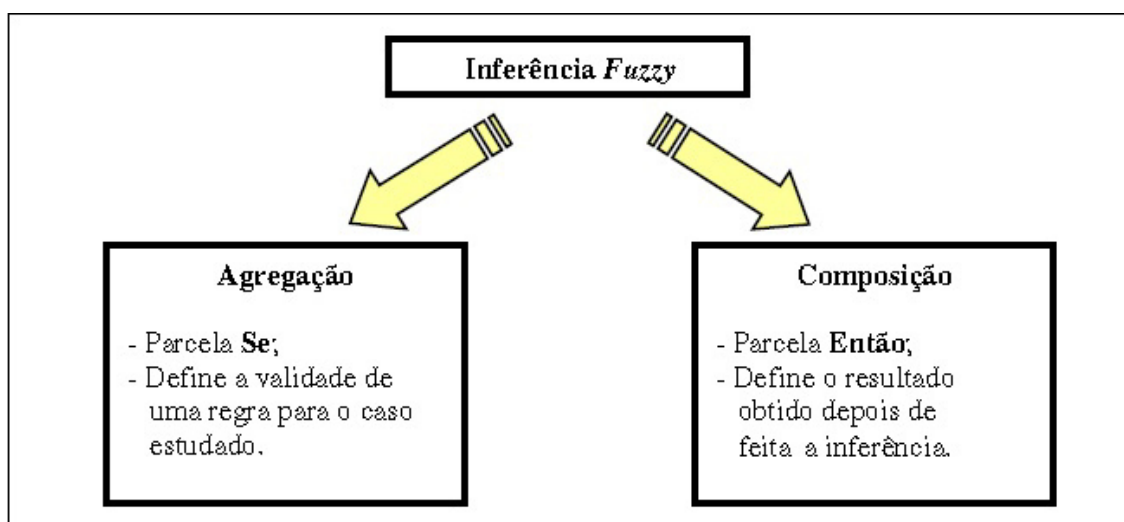 Inferência Fuzzy
Agregação
- Parcela Se;
- Define a validade de
uma regra para o caso
estudado.
Composição
- Parcela Então;
- Define o resultado
obtido depois de
feita a inferência.